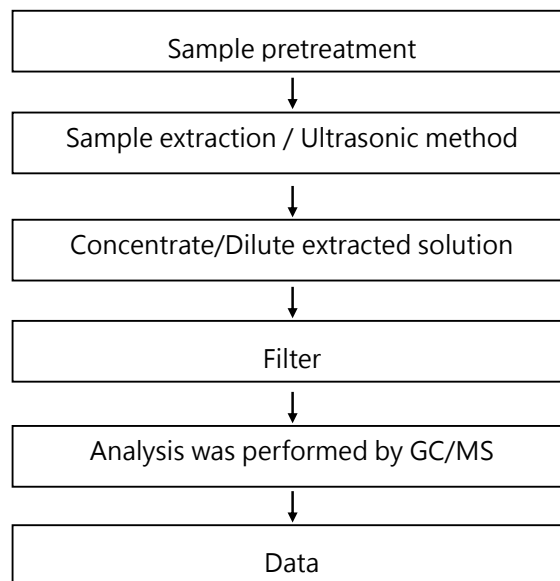 Sample pretreatment
Sample extraction / Ultrasonic method
Concentrate/Dilute extracted solution
Filter
Analysis was performed by GC/MS
Data